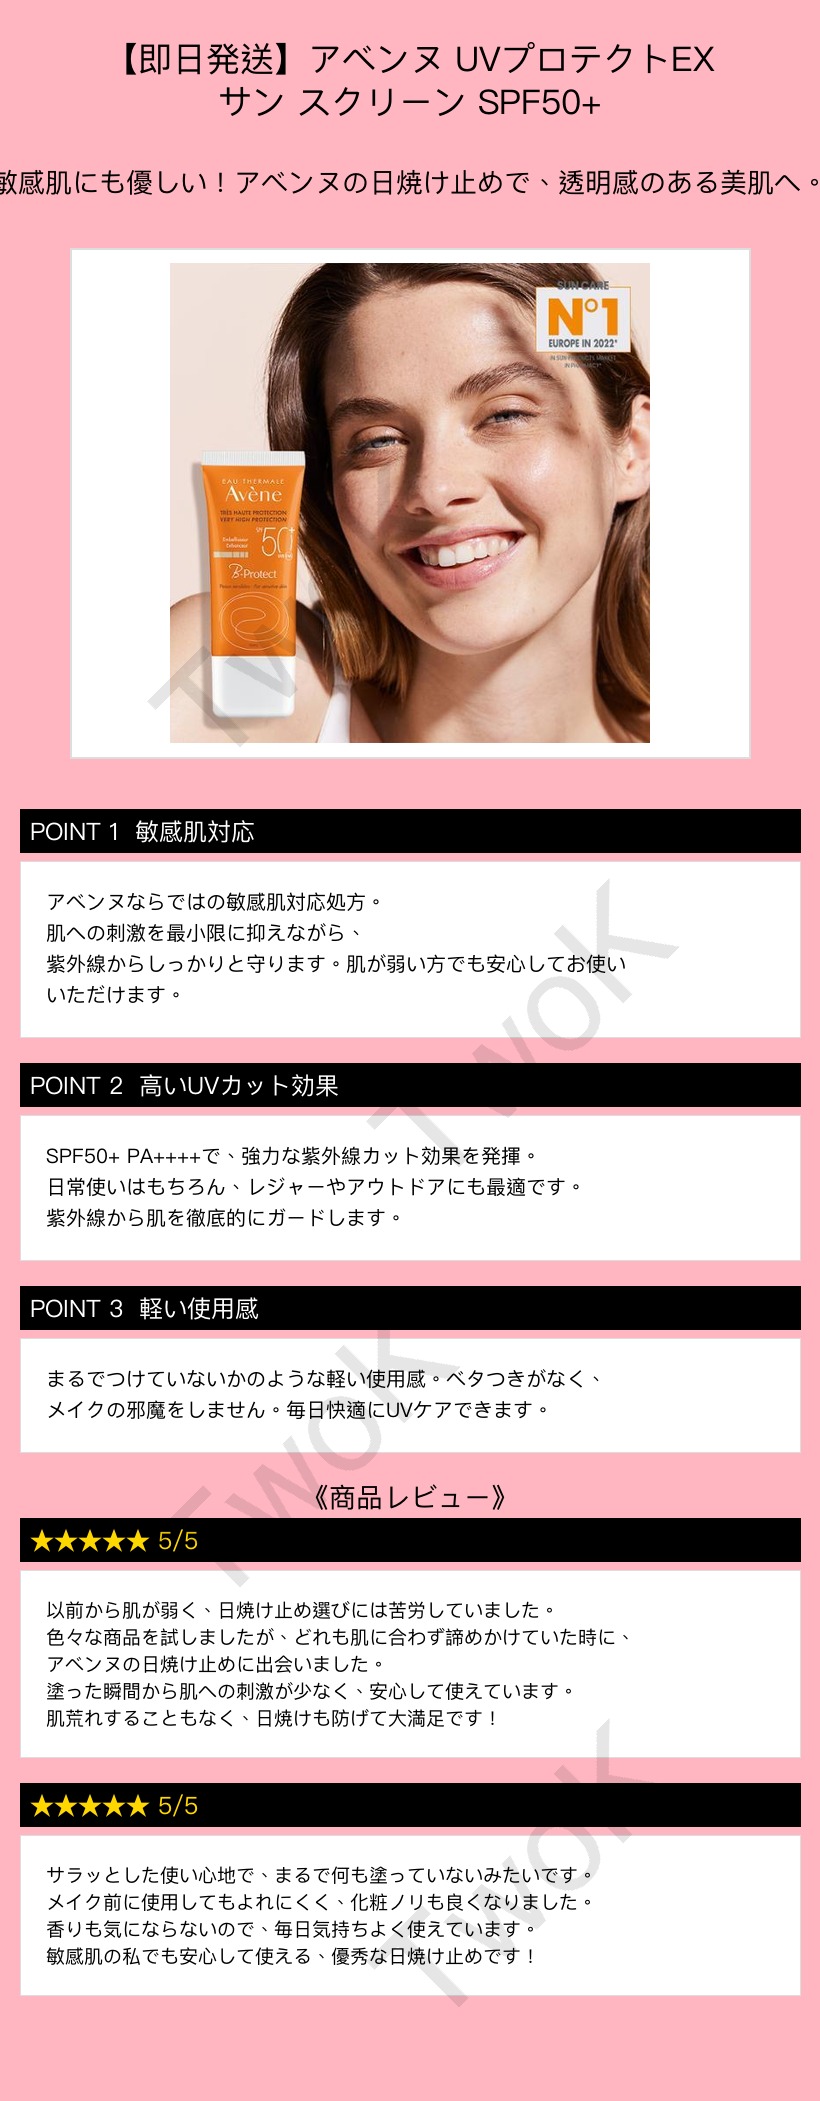 【即日発送】アベンヌ UVプロテクトEX
サン スクリーン SPF50+
敏感肌にも優しい！アベンヌの日焼け止めで、透明感のある美肌へ。
SUN CARE
N°1
EUROPE IN 2022*
IN SUN PRODUCTS MARKET
IN PHARMACY*
EAU THERMALE
Avène
TRÈS HAUTE PROTECTION
VERY HIGH PROTECTION
SPF 50+
Embellisseur
Enhancer
B-Protect
Peaux sensibles - For sensitive skin
TwoK
POINT 1 敏感肌対応
アベンヌならではの敏感肌対応処方。
肌への刺激を最小限に抑えながら、
紫外線からしっかりと守ります。肌が弱い方でも安心してお使い
いただけます。
TwoK
POINT 2 高いUVカット効果
SPF50+ PA++++で、強力な紫外線カット効果を発揮。
日常使いはもちろん、レジャーやアウトドアにも最適です。
紫外線から肌を徹底的にガードします。
POINT 3 軽い使用感
まるでつけていないかのような軽い使用感。ベタつきがなく、
メイクの邪魔をしません。毎日快適にUVケアできます。
TwoK
《商品レビュー》
★★★★★ 5/5
以前から肌が弱く、日焼け止め選びには苦労していました。
色々な商品を試しましたが、どれも肌に合わず諦めかけていた時に、
アベンヌの日焼け止めに出会いました。
塗った瞬間から肌への刺激が少なく、安心して使えています。
肌荒れすることもなく、日焼けも防げて大満足です！
★★★★★ 5/5
サラッとした使い心地で、まるで何も塗っていないみたいです。
メイク前に使用してもよれにくく、化粧ノリも良くなりました。
香りも気にならないので、毎日気持ちよく使えています。
敏感肌の私でも安心して使える、優秀な日焼け止めです！
TwoK